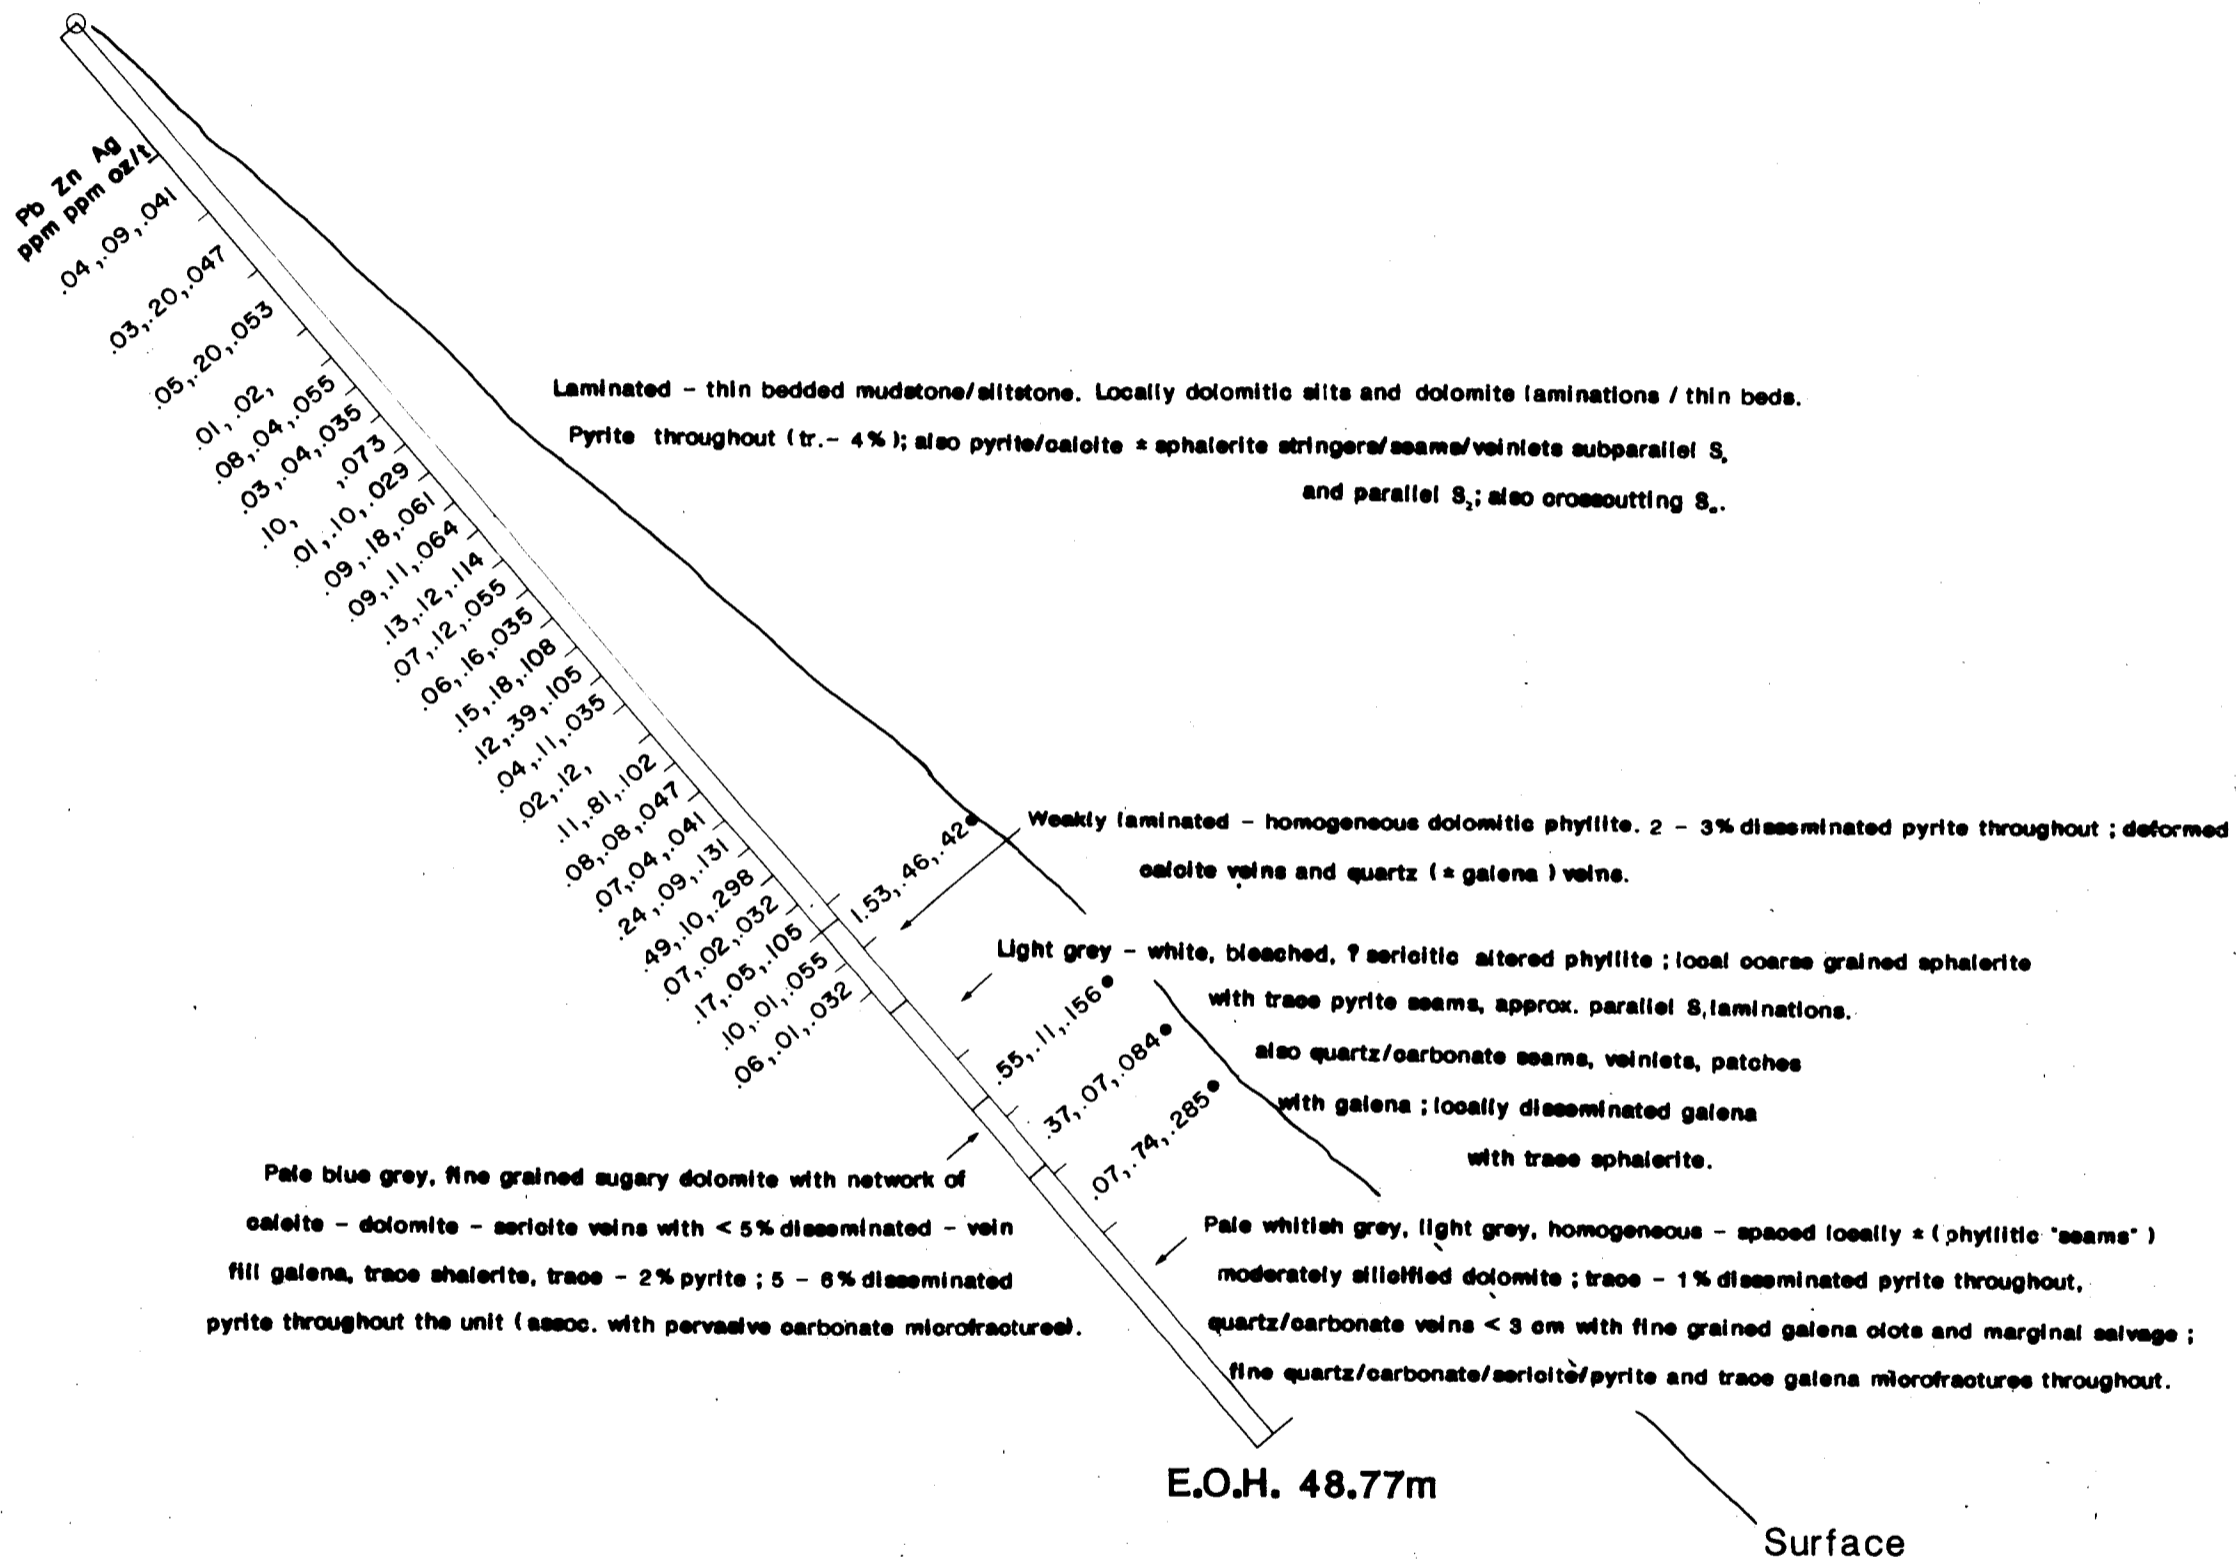 Pb Zn Ag
ppm ppm oz/t
.04,.09,.041
.03,.20,.047
.05,.20,.053
.01,.02,
.08,.04,.055
.03,.04,.035
.10, ,.073
.01,.10,.029
.09,.18,.061
.09,.11,.064
.13,.12,.114
.07,.12,.055
.06,.16,.035
.15,.18,.108
.12,.39,.105
.04,.11,.035
.02,.12,
.11,.81,.102
.08,.08,.047
.07,.04,.041
.24,.09,.131
.49,.10,.298
.07,.02,.032
.17,.05,.105
.10,.01,.055
.06,.01,.032
Laminated - thin bedded mudstone/siltstone. Locally dolomitic silts and dolomite laminations / thin beds.
Pyrite throughout (tr.- 4%); also pyrite/calcite ± sphalerite stringers/seams/veinlets subparallel S
and parallel S₂; also crosscutting S
1.53,.46,.42
Weakly laminated - homogeneous dolomitic phyllite. 2 - 3% disseminated pyrite throughout ; deformed
calcite veins and quartz (± galena) veins.
Light grey - white, bleached, ? sericitic altered phyllite ; local coarse grained sphalerite
with trace pyrite seams, approx. parallel S, laminations.
also quartz/carbonate seams, veinlets, patches
with galena ; locally disseminated galena
with trace sphalerite.
.55,.11,.156
.37,.07,.084
.07,.74,.285
Pale blue grey, fine grained sugary dolomite with network of
calcite - dolomite - sericite veins with < 5% disseminated - vein
fill galena, trace shalerite, trace - 2% pyrite ; 5 - 6% disseminated
pyrite throughout the unit (assoc. with pervasive carbonate microfractures).
Pale whitish grey, light grey, homogeneous - spaced locally ± (phyllitic "seams")
moderately silicified dolomite ; trace - 1% disseminated pyrite throughout,
quartz/carbonate veins < 3 cm with fine grained galena clots and marginal salvage ;
fine quartz/carbonate/sericite/pyrite and trace galena microfractures throughout.
E.O.H. 48.77m
Surface